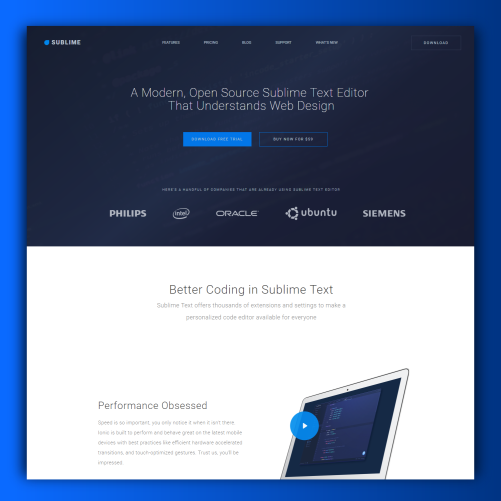 SUBLIME
FEATURES PRICING BLOG SUPPORT WHAT'S NEW
DOWNLOAD
A Modern, Open Source Sublime Text Editor
That Understands Web Design
DOWNLOAD FREE TRIAL
BUY NOW FOR $59
HERE'S A HANDFUL OF COMPANIES THAT ARE ALREADY USING SUBLIME TEXT EDITOR
PHILIPS intel ORACLE ubuntu SIEMENS
Better Coding in Sublime Text
Sublime Text offers thousands of extensions and settings to make a
personalized code editor available for everyone
Performance Obsessed
Speed is so important, you only notice it when it isn't there.
Ionic is built to perform and behave great on the latest mobile
devices with best practices like efficient hardware accelerated
transitions, and touch-optimized gestures. Trust us, you'll be
impressed.